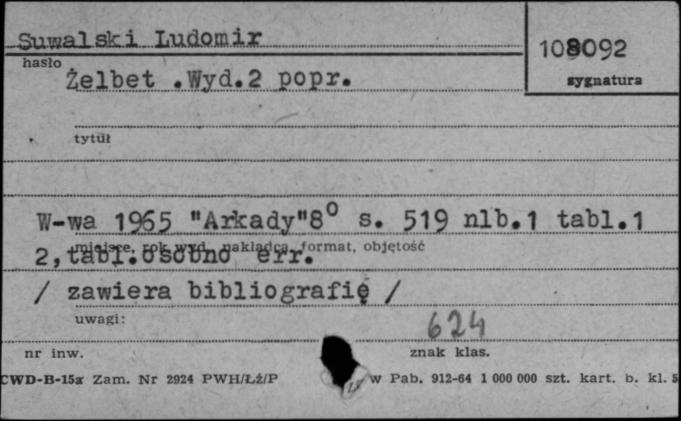 Suwalski Ludomir
108092
hasło
sygnatura
Żelbet .Wyd.2 popr.
tytuł
W-wa 1965 "Arkady"8° s. 519 nlb.1 tabl.1
miejsce, rok wyd. nakładca, format, objętość
2,tabl.osobno err.
/ zawiera bibliografię /
uwagi:
624
nr inw.
znak klas.
CWD-B-15a Zam. Nr 2924 PWH/Łż/P w Pab. 912-64 1 000 000 szt. kart. b. kl. 5